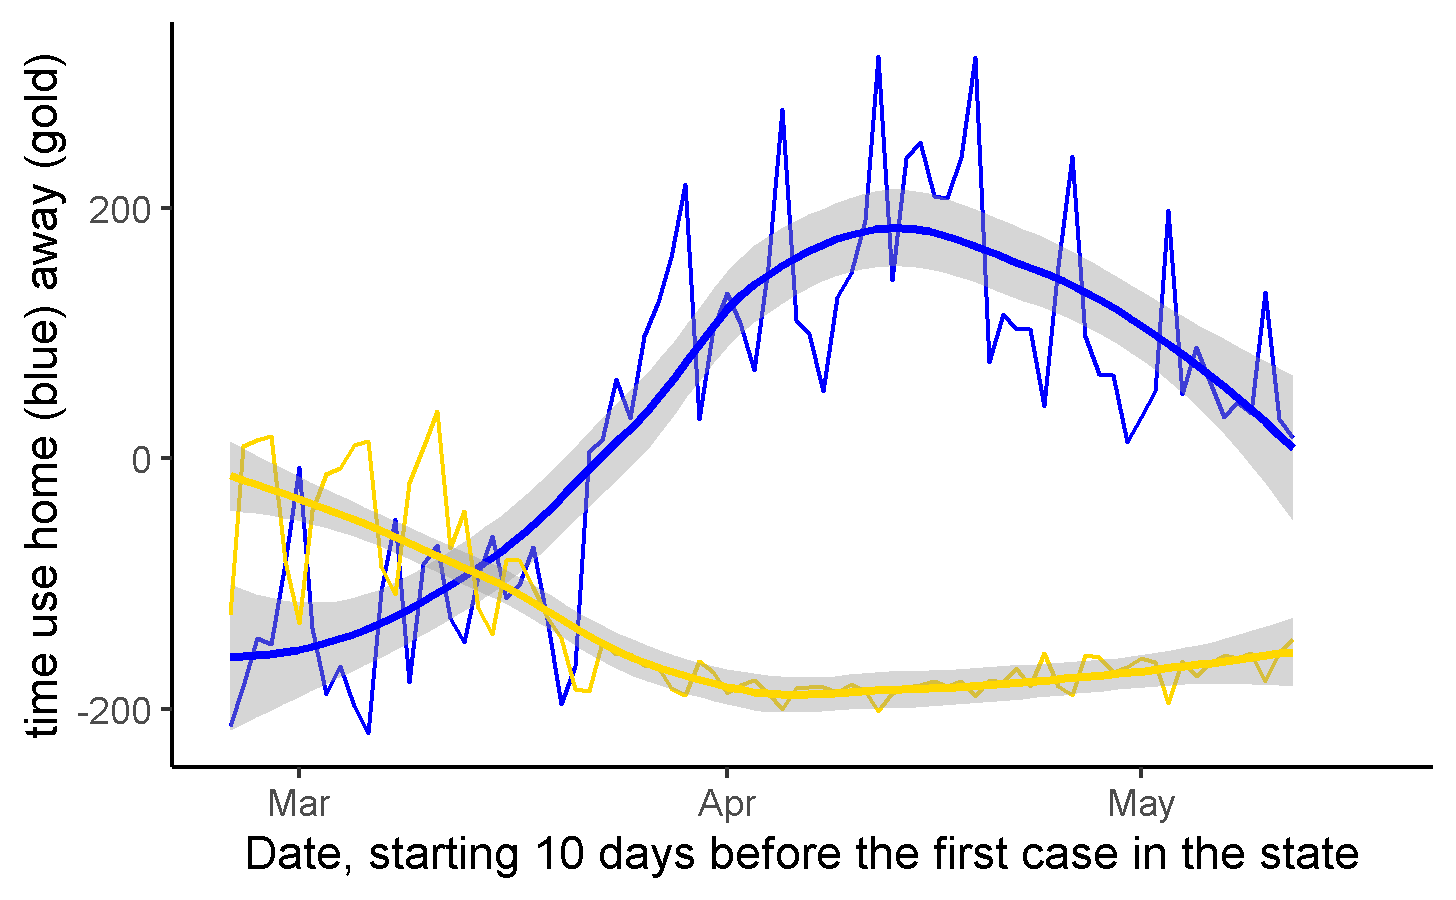 time use home (blue) away (gold)
200
0
-200
Mar Apr May
Date, starting 10 days before the first case in the state